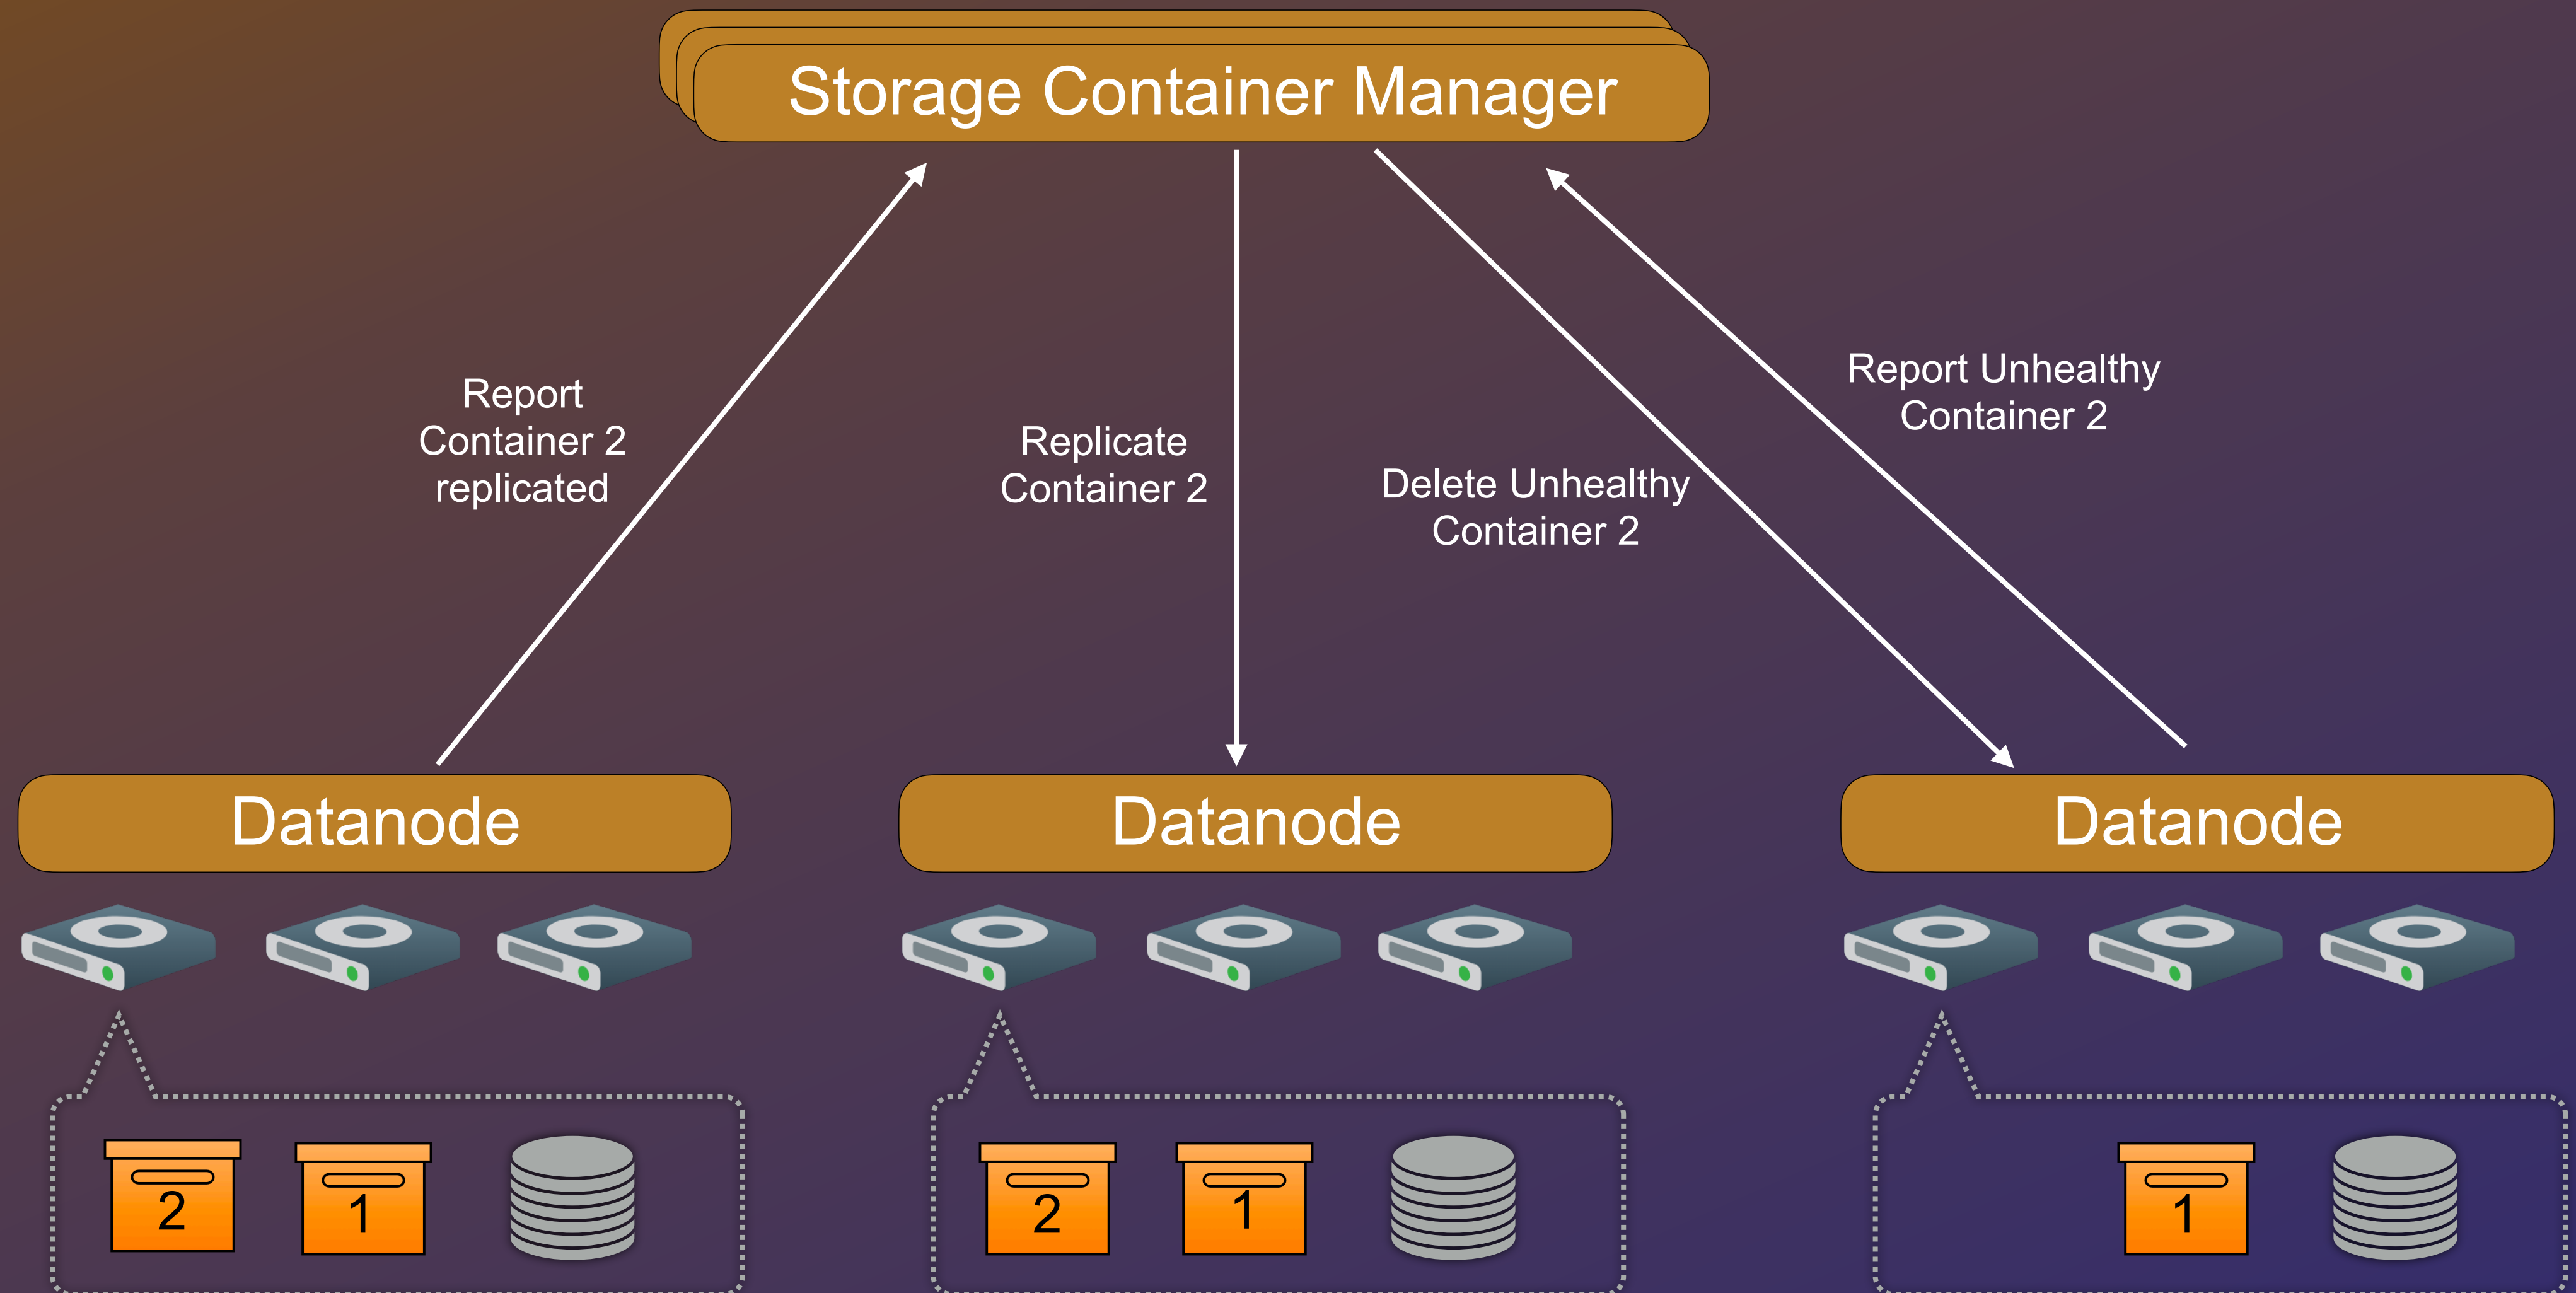 Storage Container Manager
Report
Container 2
replicated
Replicate
Container 2
Delete Unhealthy
Container 2
Report Unhealthy
Container 2
Datanode
Datanode
Datanode
2
1
2
1
1